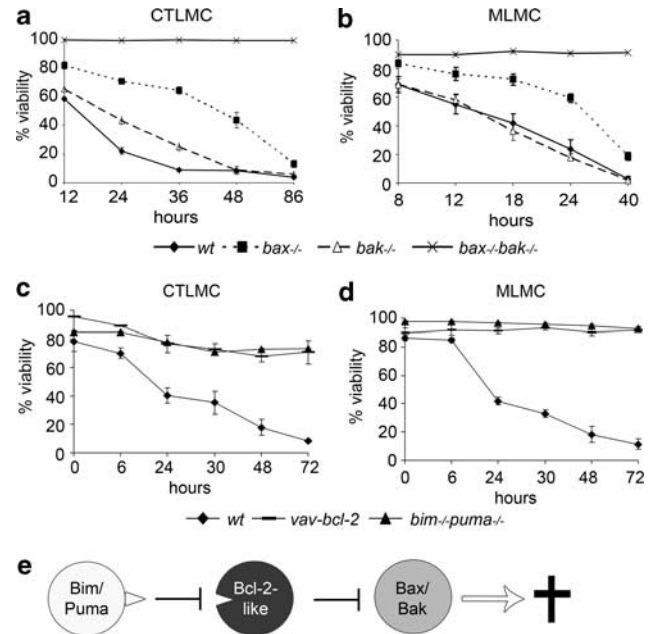 a
CTLMC
% viability
100
80
60
40
20
0
12 24 36 48 86
hours
b
MLMC
% viability
100
80
60
40
20
0
8 12 18 24 40
hours
wt bax-/- bak-/- bax-/-bak-/-
c
CTLMC
% viability
100
80
60
40
20
0
0 6 24 30 48 72
hours
d
MLMC
% viability
100
80
60
40
20
0
0 6 24 30 48 72
hours
wt vav-bcl-2 bim-/-puma-/-
e
Bim/
Puma
Bcl-2-
like
Bax/
Bak